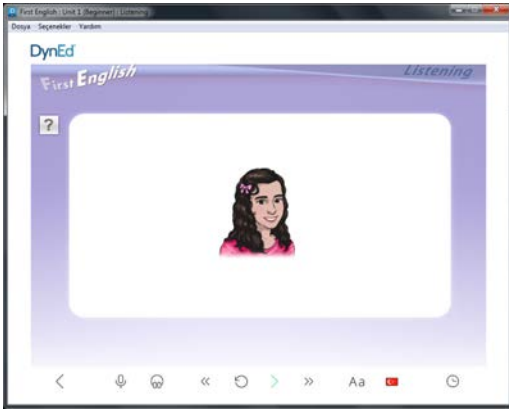 First English : Unit 1 [Beginner] : Listening
Dosya Seçenekler Yardım
DynEd
First English Listening
?
Aa